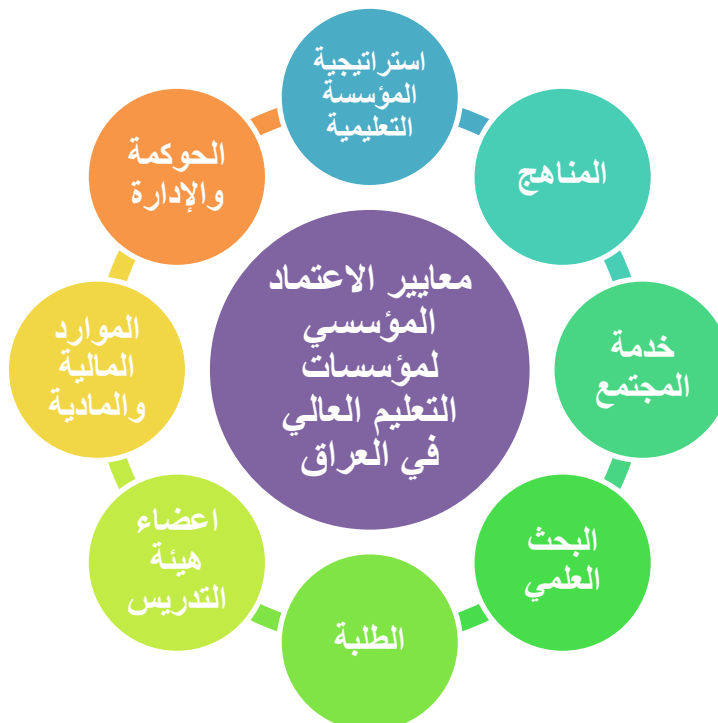 استراتيجية
المؤسسة
التعليمية
المناهج
خدمة
المجتمع
البحث
العلمي
الطلبة
اعضاء
هيئة
التدريس
الموارد
المالية
والمادية
الحوكمة
والإدارة
معايير الاعتماد
المؤسسي
لمؤسسات
التعليم العالي
في العراق